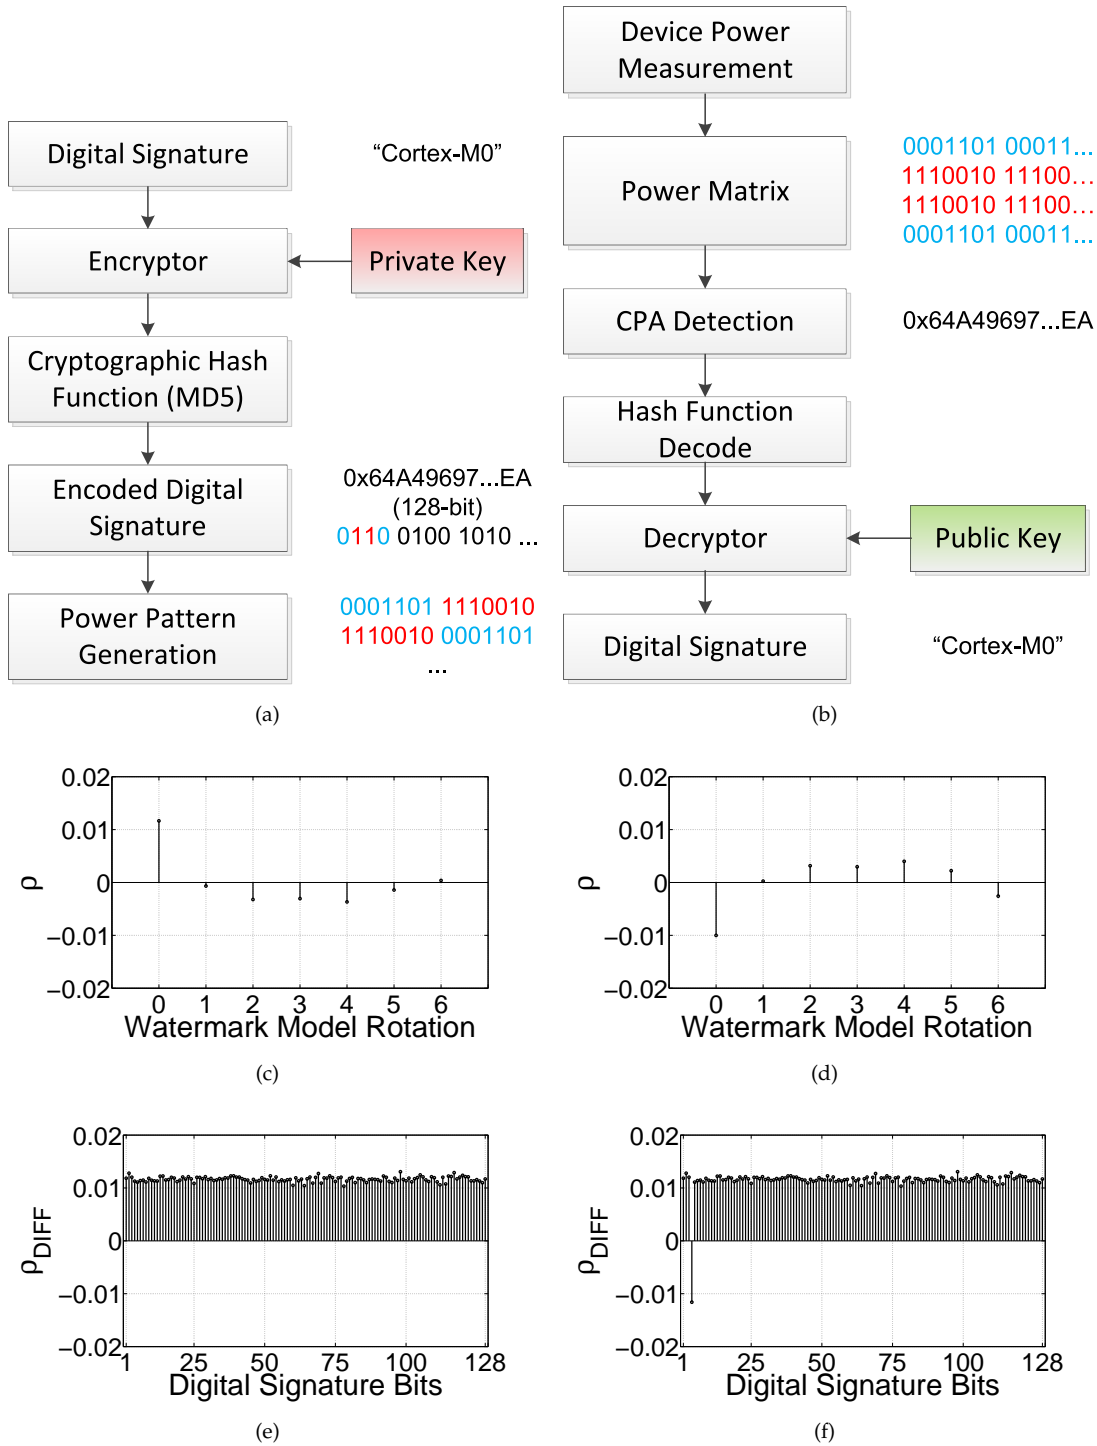 Digital Signature
"Cortex-M0"
Encryptor
Private Key
Cryptographic Hash
Function (MD5)
Encoded Digital
Signature
0x64A49697...EA
(128-bit)
0110 0100 1010 ...
Power Pattern
Generation
0001101 1110010
1110010 0001101
...
(a)
Device Power
Measurement
Power Matrix
0001101 00011...
1110010 11100...
1110010 11100...
0001101 00011...
CPA Detection
0x64A49697...EA
Hash Function
Decode
Decryptor
Public Key
Digital Signature
"Cortex-M0"
(b)
0.02
0.01
0
−0.01
−0.02
ρ
0 1 2 3 4 5 6
Watermark Model Rotation
(c)
0.02
0.01
0
−0.01
−0.02
ρ
0 1 2 3 4 5 6
Watermark Model Rotation
(d)
0.02
0.01
0
−0.01
−0.02
ρDIFF
1 25 50 75 100 128
Digital Signature Bits
(e)
0.02
0.01
0
−0.01
−0.02
ρDIFF
1 25 50 75 100 128
Digital Signature Bits
(f)